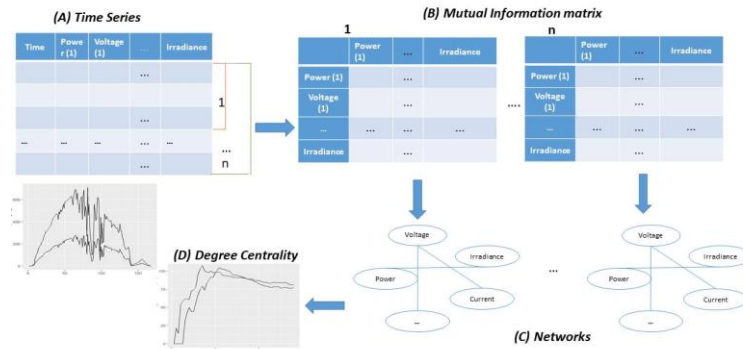 (A) Time Series
(B) Mutual Information matrix
Time Powe r (1) Voltage (1) ... Irradiance
...
...
... ... ... ... ...
...
1
...
n
1
Power (1) ... Irradiance
Power (1) ...
Voltage (1) ...
... ... ... ...
Irradiance ...
....
n
Power (1) ... Irradiance
Power (1) ...
Voltage (1) ...
... ... ... ...
Irradiance ...
(D) Degree Centrality
Voltage
Irradiance
Power
Current
...
...
Voltage
Irradiance
Power
Current
...
(C) Networks